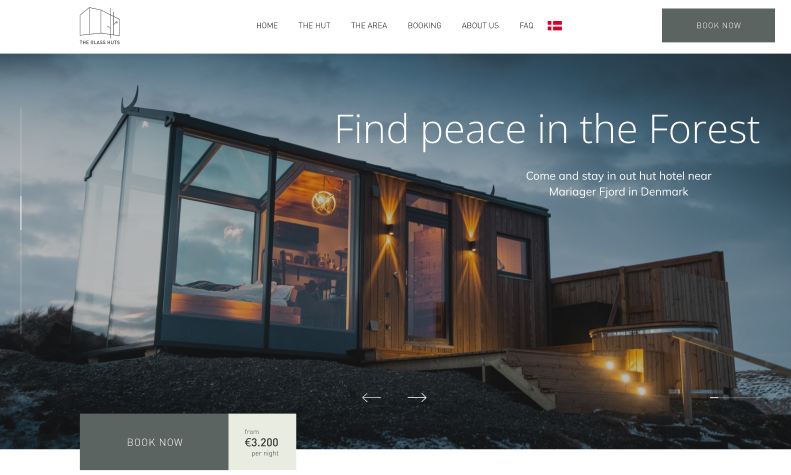 THE GLASS HUTS
HOME THE HUT THE AREA BOOKING ABOUT US FAQ
BOOK NOW
Find peace in the Forest
Come and stay in out hut hotel near
Mariager Fjord in Denmark
BOOK NOW
from
€3.200
per night